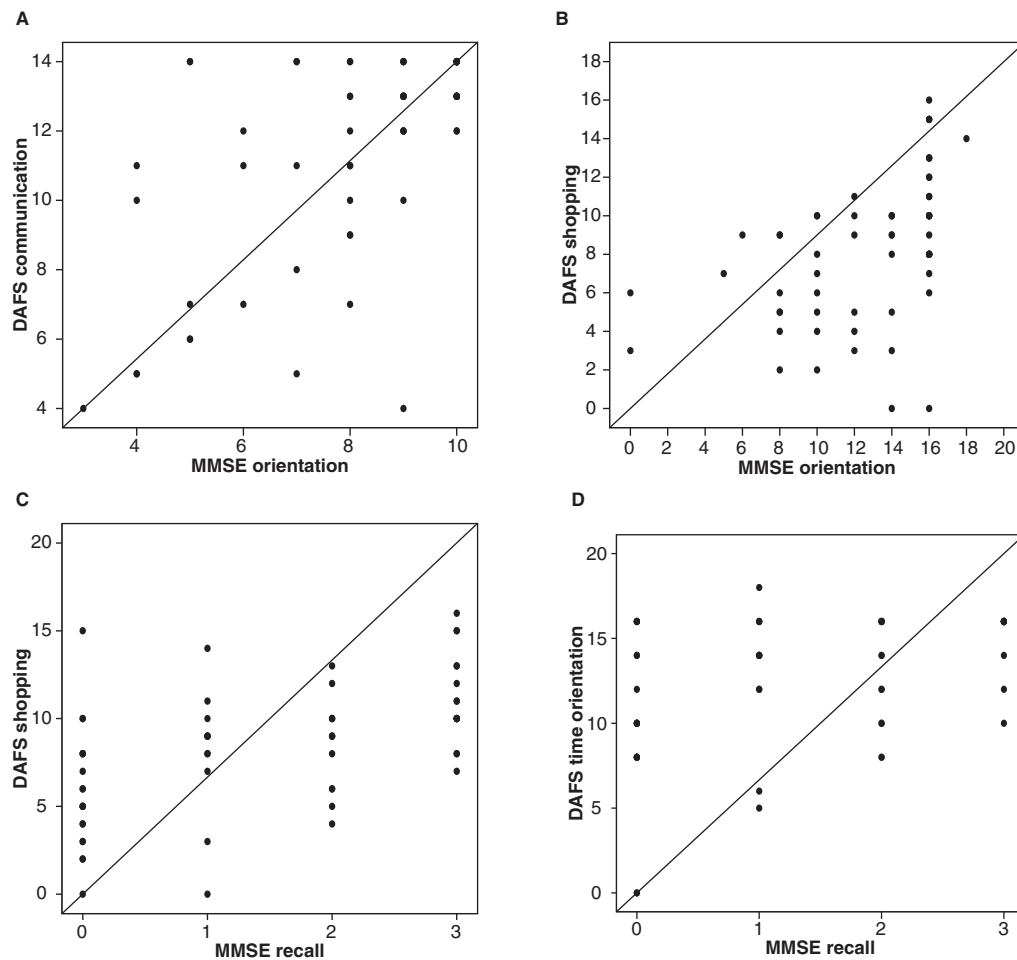 A
14
12
10
8
6
4
DAFS communication
4 6 8 10
MMSE orientation
B
18
16
14
12
10
8
6
4
2
0
DAFS shopping
0 2 4 6 8 10 12 14 16 18 20
MMSE orientation
C
20
15
10
5
0
DAFS shopping
0 1 2 3
MMSE recall
D
20
15
10
5
0
DAFS time orientation
0 1 2 3
MMSE recall